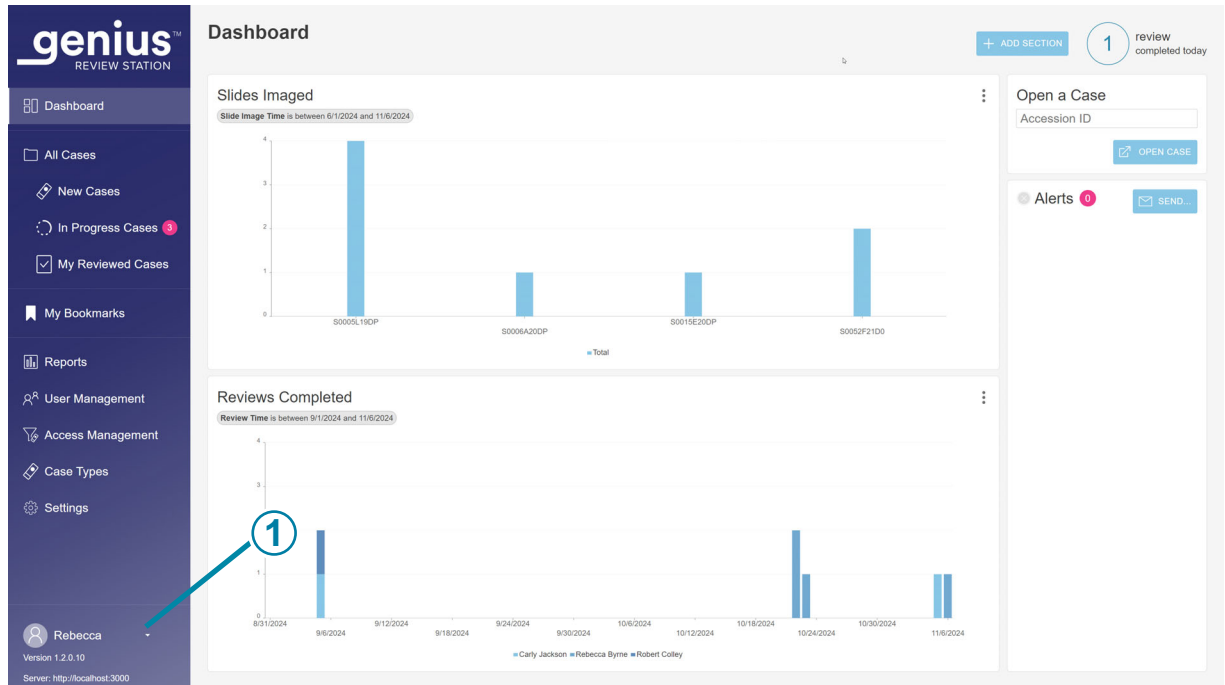 genius™
REVIEW STATION
Dashboard
All Cases
New Cases
In Progress Cases 3
My Reviewed Cases
My Bookmarks
Reports
User Management
Access Management
Case Types
Settings
1
Rebecca
Version 1.2.0.10
Server: http://localhost:3000
Dashboard
+ ADD SECTION
1
review
completed today
Slides Imaged
Slide Image Time is between 6/1/2024 and 11/6/2024
4
3
2
1
0
S0005L19DP
S0006A20DP
S0015E20DP
S0052F21D0
Total
Reviews Completed
Review Time is between 9/1/2024 and 11/6/2024
4
3
1
0
8/31/2024
9/6/2024
9/12/2024
9/18/2024
9/24/2024
9/30/2024
10/6/2024
10/12/2024
10/18/2024
10/24/2024
10/30/2024
11/6/2024
Carly Jackson Rebecca Byrne Robert Colley
Open a Case
Accession ID
OPEN CASE
Alerts 0
SEND...